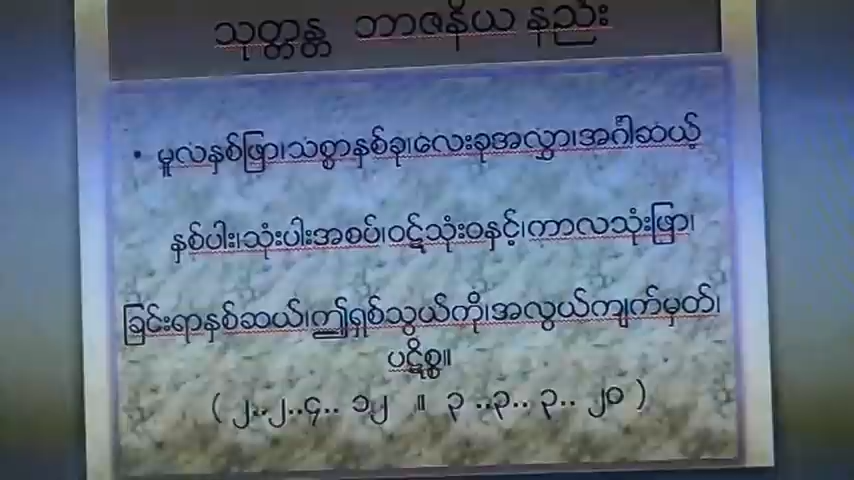 သုတ္တန္တ ဘာဇနိယ နည်း
• မူလနှစ်ဖြာ၊သစ္စာနှစ်ခု၊လေးခုအလွှာ၊အင်္ဂါဆယ့်
နှစ်ပါး၊သုံးပါးအစပ်၊ဝဋ်သုံးဝနှင့်၊ကာလသုံးဖြာ၊
ခြင်းရာနှစ်ဆယ်၊ဤရှစ်သွယ်ကို၊အလွယ်ကျက်မှတ်၊
ပဋိစ္စ။
( ၂..၂..၄.. ၁၂ ။ ၃ ..၃.. ၃.. ၂၀ )